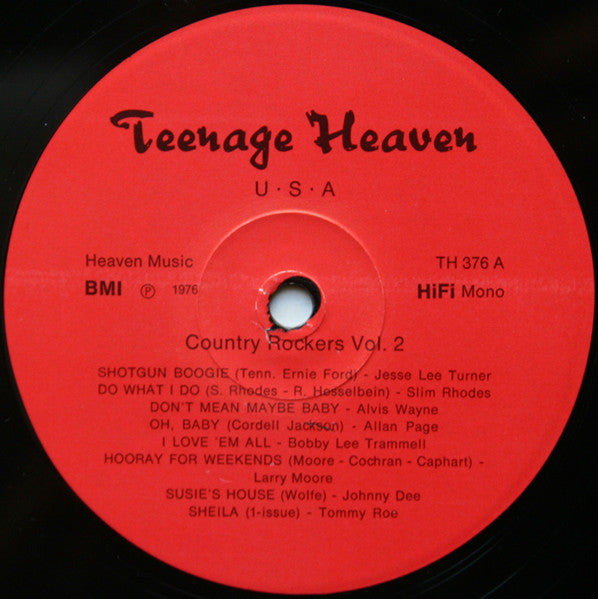 Teenage Heaven
U·S·A
Heaven Music
BMI ℗ 1976
TH 376 A
HiFi Mono
Country Rockers Vol. 2
SHOTGUN BOOGIE (Tenn. Ernie Ford) - Jesse Lee Turner
DO WHAT I DO (S. Rhodes - R. Hesselbein) - Slim Rhodes
DON'T MEAN MAYBE BABY - Alvis Wayne
OH, BABY (Cordell Jackson) - Allan Page
I LOVE 'EM ALL - Bobby Lee Trammell
HOORAY FOR WEEKENDS (Moore - Cochran - Caphart) -
Larry Moore
SUSIE'S HOUSE (Wolfe) - Johnny Dee
SHEILA (1-issue) - Tommy Roe